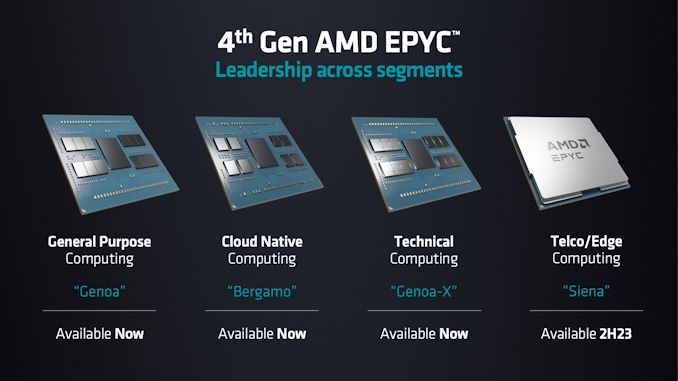 4th Gen AMD EPYC™
Leadership across segments
AMD
EPYC
General Purpose
Computing
"Genoa"
Available Now
Cloud Native
Computing
"Bergamo"
Available Now
Technical
Computing
"Genoa-X"
Available Now
Telco/Edge
Computing
"Siena"
Available 2H23